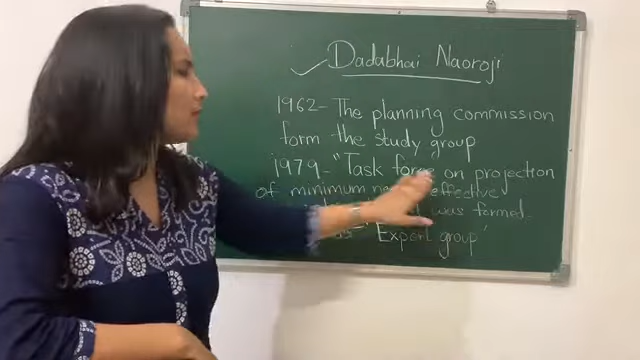 Dadabhai Naoroji
1962- The planning commission
form the study group
1979- "Task force on projection
of minimum effective
was formed
'Expert group'